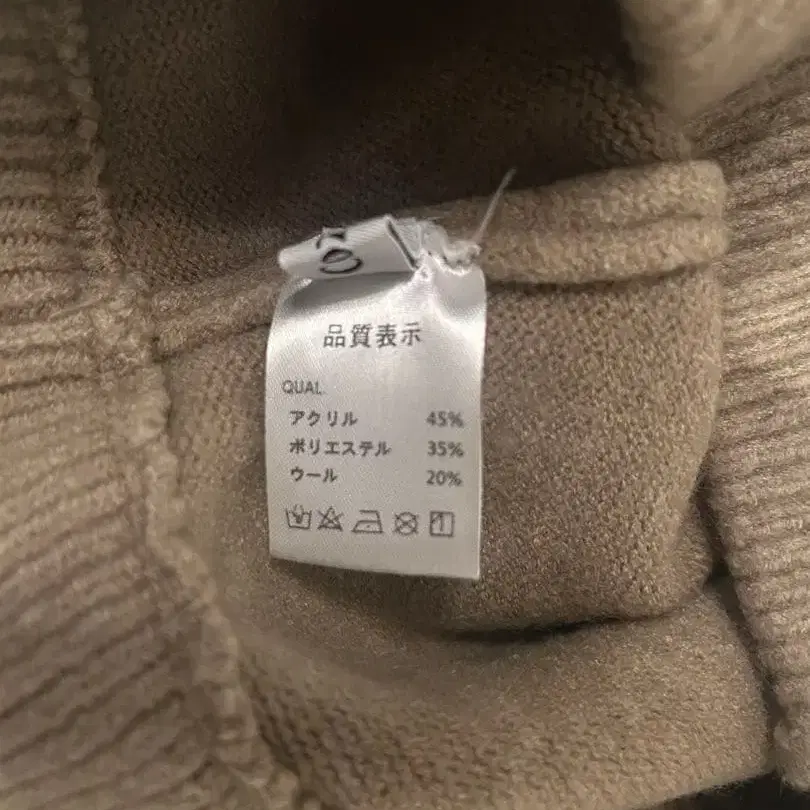 品質表示
QUAL.
アクリル 45%
ポリエステル 35%
ウール 20%